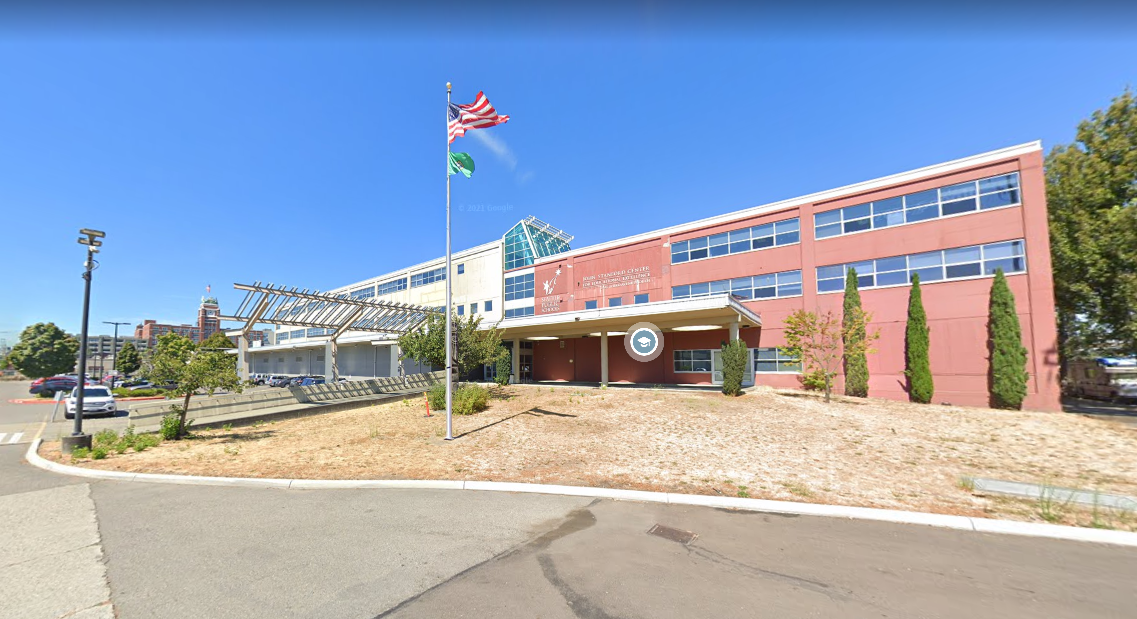 © 2022 Google
JOHN STANFORD CENTER
FOR EDUCATIONAL EXCELLENCE
SEATTLE
PUBLIC
SCHOOLS